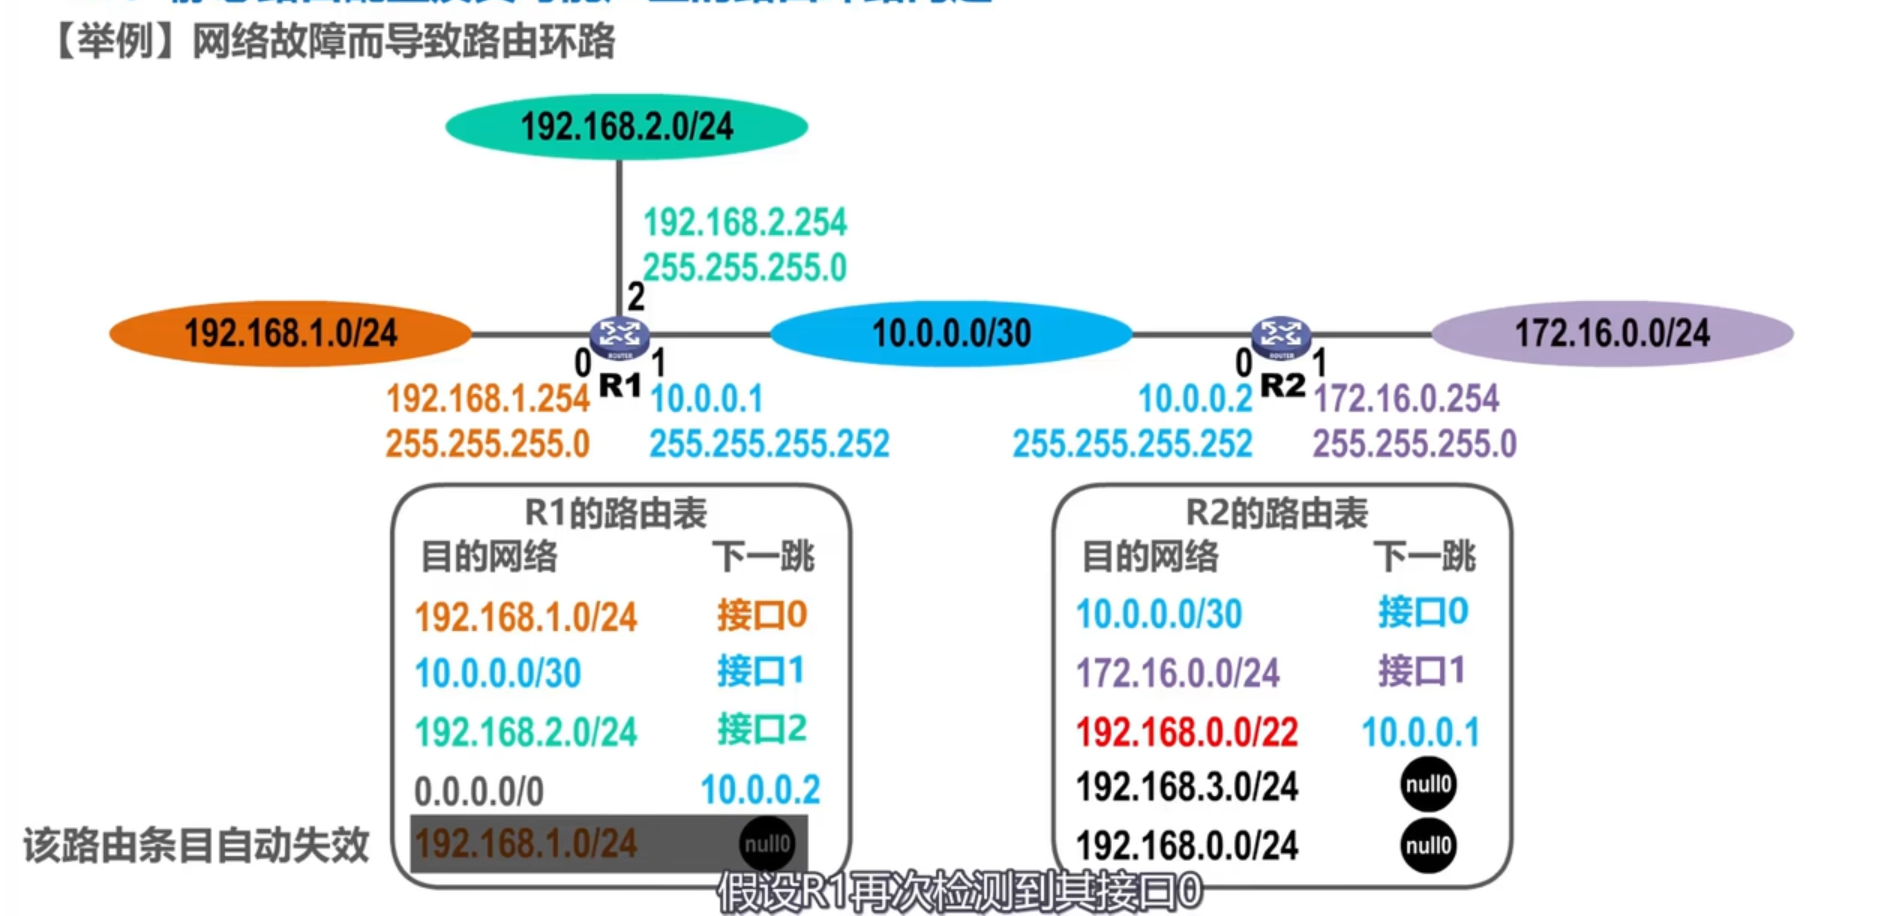 【举例】网络故障而导致路由环路
192.168.2.0/24
192.168.2.254
255.255.255.0
2
192.168.1.0/24
10.0.0.0/30
172.16.0.0/24
ROUTER
ROUTER
0
R1
1
0
R2
1
192.168.1.254
10.0.0.1
10.0.0.2
172.16.0.254
255.255.255.0
255.255.255.252
255.255.255.252
255.255.255.0
R1的路由表
目的网络 下一跳
192.168.1.0/24 接口0
10.0.0.0/30 接口1
192.168.2.0/24 接口2
0.0.0.0/0 10.0.0.2
该路由条目自动失效
192.168.1.0/24 null0
R2的路由表
目的网络 下一跳
10.0.0.0/30 接口0
172.16.0.0/24 接口1
192.168.0.0/22 10.0.0.1
192.168.3.0/24 null0
192.168.0.0/24 null0
假设R1再次检测到其接口0